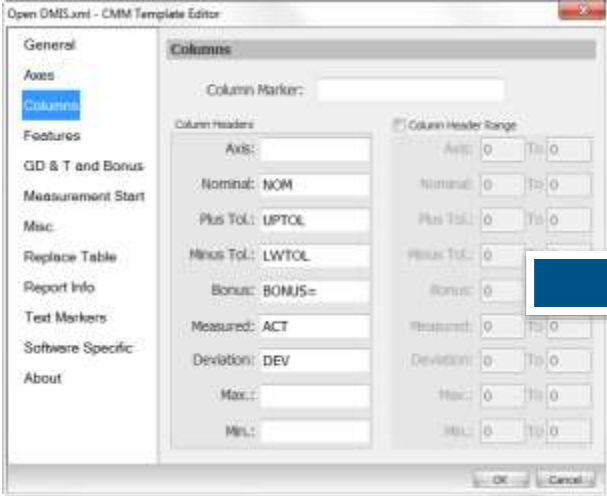 Open DMIS.xml - CMM Template Editor
General
Axes
Columns
Features
GD & T and Bonus
Measurement Start
Misc.
Replace Table
Report Info
Text Markers
Software Specific
About
Columns
Column Marker:
Column Headers
Axis:
Nominal: NOM
Plus Tol.: UPTOL
Minus Tol.: LWTOL
Bonus: BONUS=
Measured: ACT
Deviation: DEV
Max.:
Min.:
Column Header Range
Axis: 0 To 0
Nominal: 0 To 0
Plus Tol.: 0 To 0
Minus Tol.: 0 0
Bonus: 0
Measured: 0 To 0
Deviation: 0 To 0
Max.: 0 To 0
Min.: 0 To 0
OK Cancel